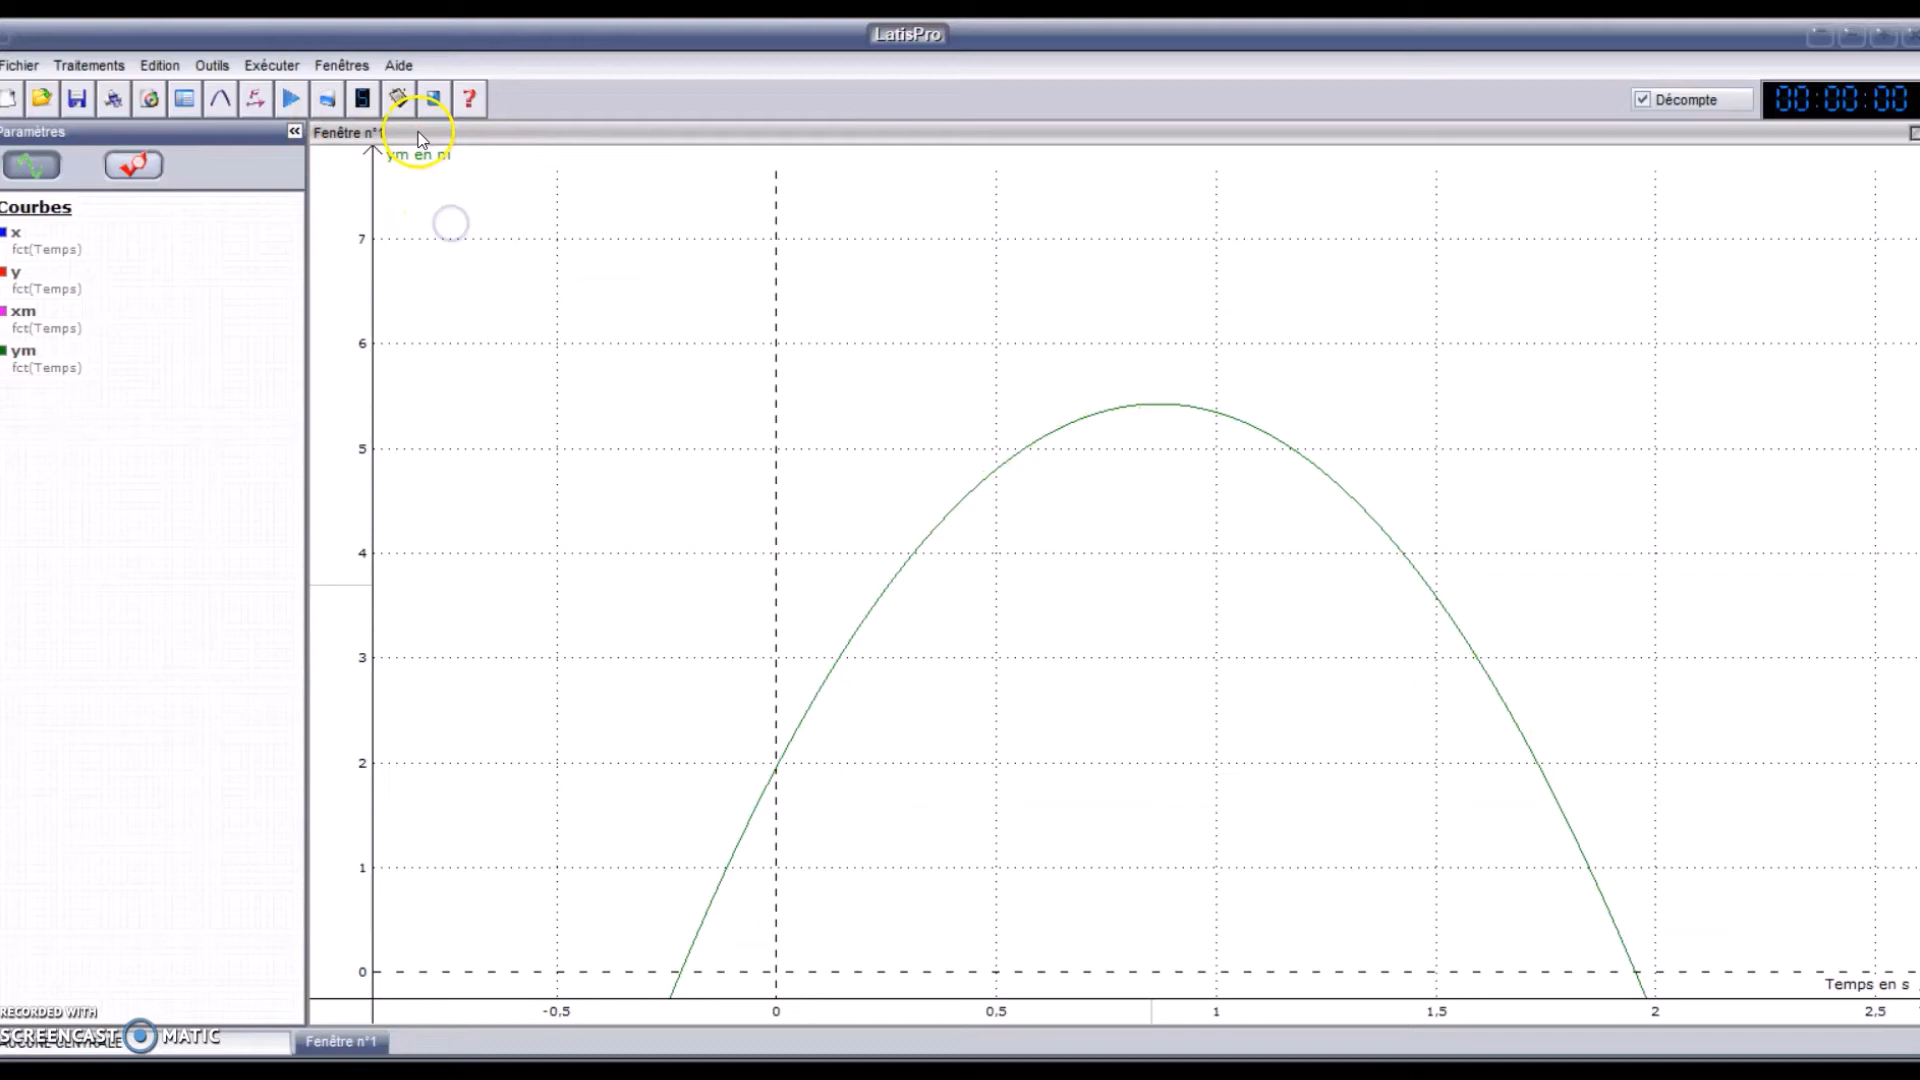 LatisPro
Fichier Traitements Edition Outils Exécuter Fenêtres Aide
Décompte 00:00:00
Paramètres
Fenêtre n°1
ym en m
Courbes
x
fct(Temps)
y
fct(Temps)
xm
fct(Temps)
ym
fct(Temps)
7
6
5
4
3
2
1
0
Temps en s
-0,5 0 0,5 1 1,5 2 2,5
RECORDED WITH
SCREENCAST MATIC
AUCUNE CENTRALE
Fenêtre n°1